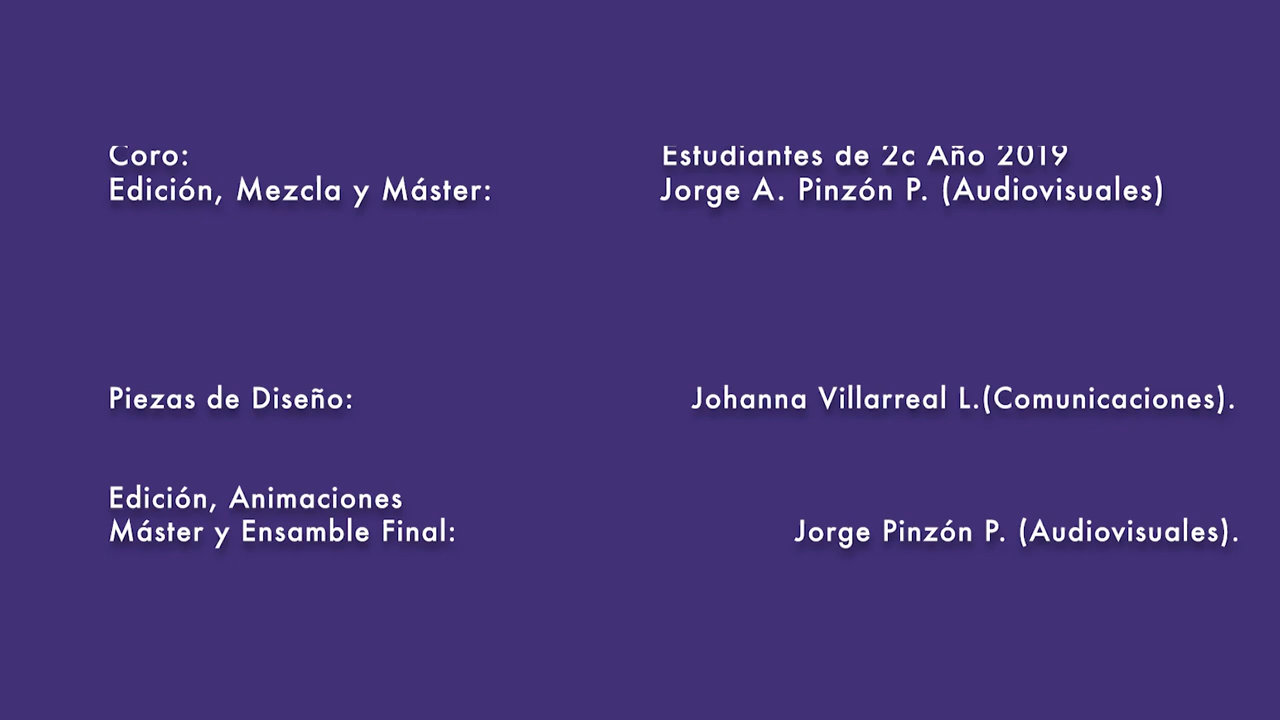 Coro: Estudiantes de 2c Año 2019
Edición, Mezcla y Máster: Jorge A. Pinzón P. (Audiovisuales)
Piezas de Diseño: Johanna Villarreal L.(Comunicaciones).
Edición, Animaciones
Máster y Ensamble Final: Jorge Pinzón P. (Audiovisuales).